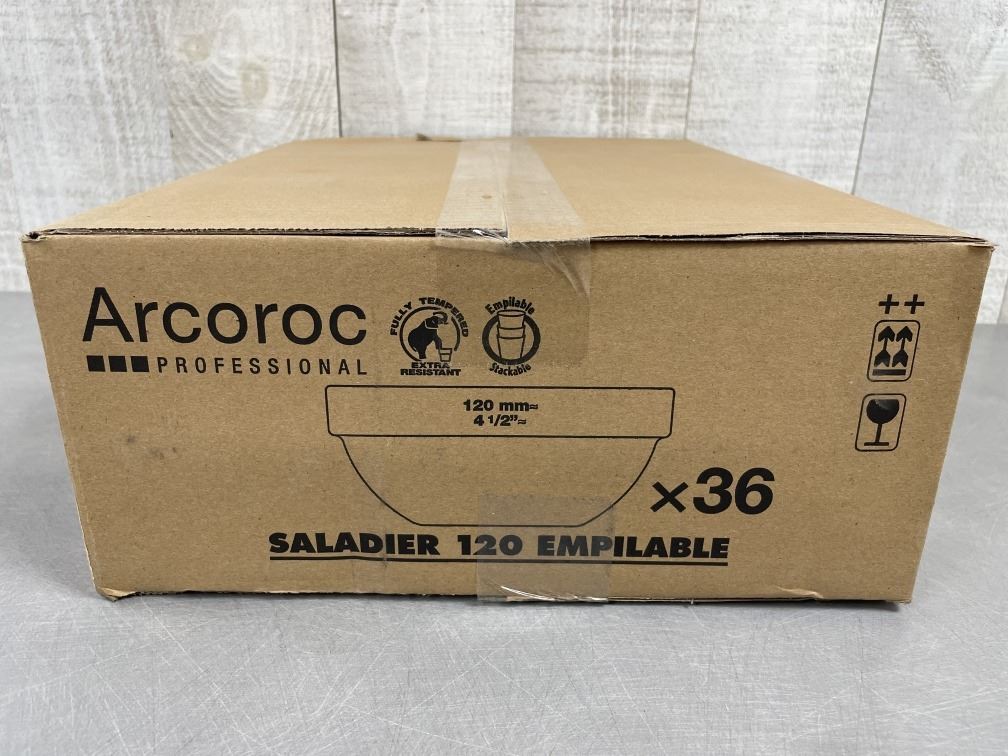 Arcoroc
PROFESSIONAL
FULLY TEMPERED
EXTRA
RESISTANT
Empilable
Stackable
++
120 mm≈
4 1/2"≈
×36
SALADIER 120 EMPILABLE